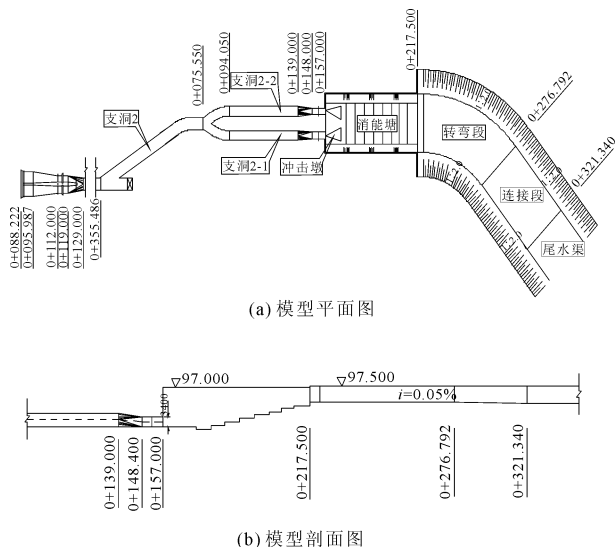 0+217.500
0+075.550
0+094.050
0+139.000
0+148.000
0+157.000
0+276.792
0+321.340
支洞2-2
支洞2
消能塘
转弯段
支洞2-1
冲击墩
连接段
尾水渠
0+088.222
0+095.987
0+112.000
0+119.000
0+129.000
0+355.486
(a) 模型平面图
97.000
97.500
i=0.05%
3400
0+139.000
0+148.400
0+157.000
0+217.500
0+276.792
0+321.340
(b) 模型剖面图